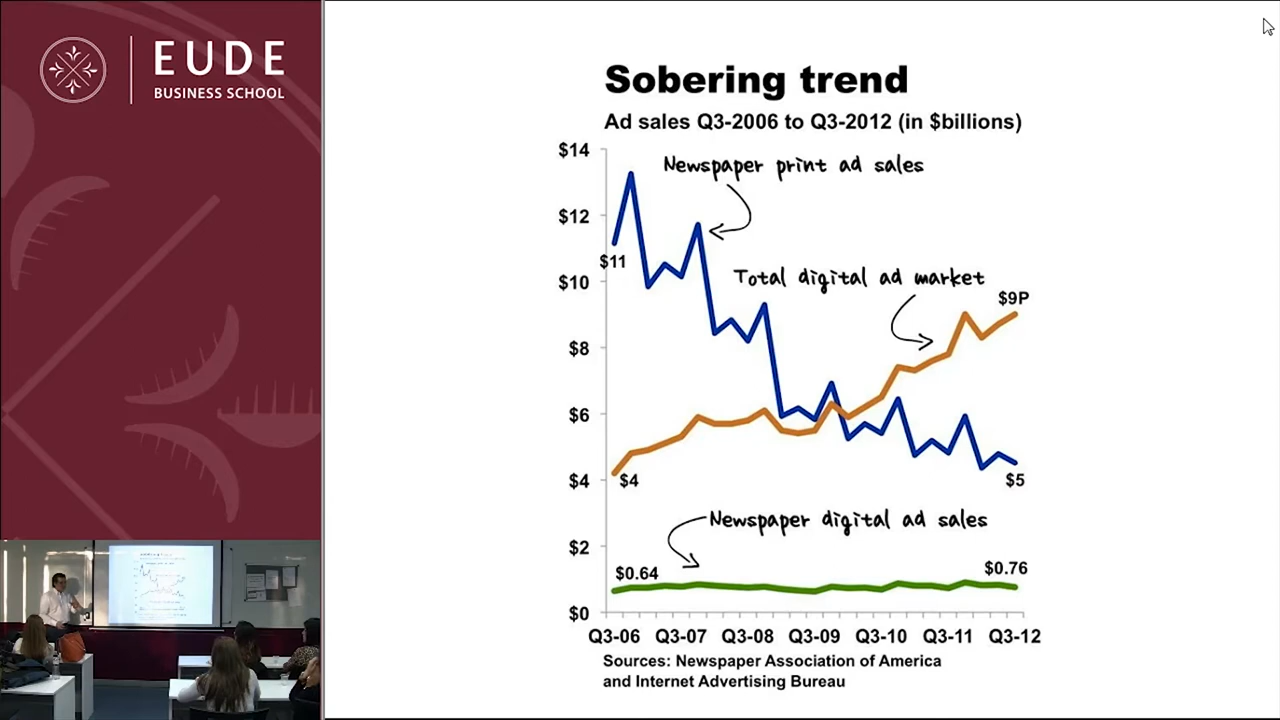 EUDE
BUSINESS SCHOOL
Sobering trend
Ad sales Q3-2006 to Q3-2012 (in $billions)
$14
Newspaper print ad sales
$12
$11
$10
Total digital ad market
$9P
$8
$6
$4
$4
$5
Newspaper digital ad sales
$2
$0.64
$0.76
$0
Q3-06 Q3-07 Q3-08 Q3-09 Q3-10 Q3-11 Q3-12
Sources: Newspaper Association of America
and Internet Advertising Bureau